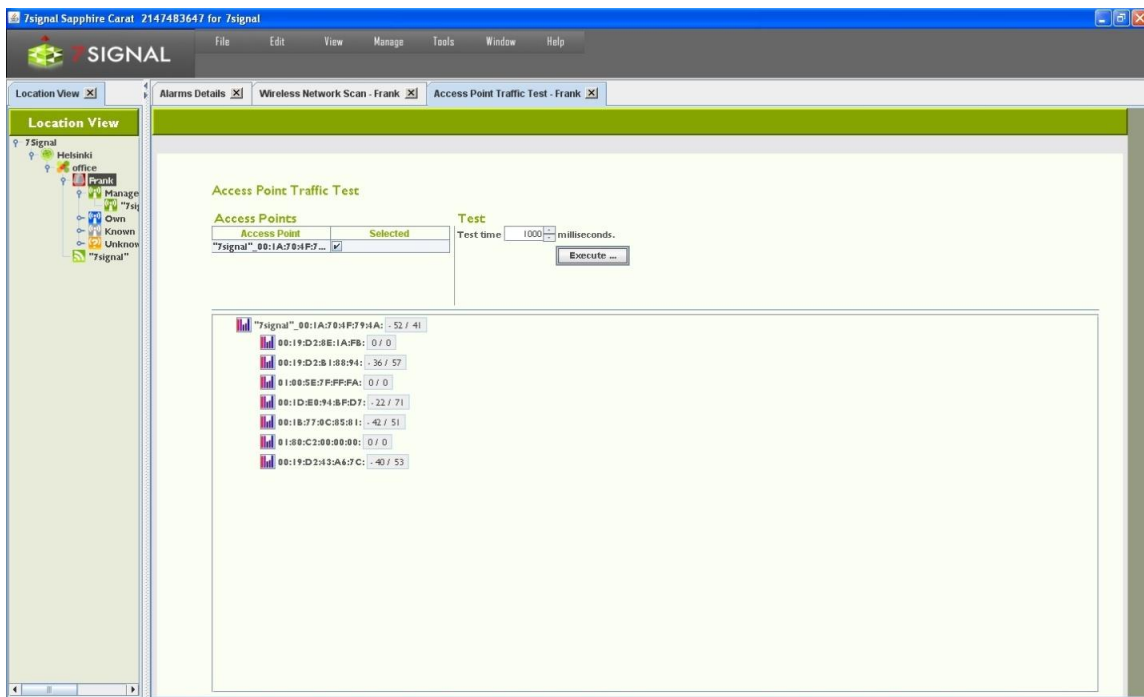 7signal Sapphire Carat 2147483647 for 7signal
7SIGNAL
File Edit View Manage Tools Window Help
Location View
Alarms Details
Wireless Network Scan - Frank
Access Point Traffic Test - Frank
Location View
7Signal
Helsinki
office
Frank
Manage
"7sig
Own
Known
Unknow
"7signal"
Access Point Traffic Test
Access Points
Access Point Selected
"7signal"_00:1A:70:4F:7...
Test
Test time 1000 milliseconds.
Execute ...
"7signal"_00:1A:70:4F:79:4A: - 52 / 41
00:19:D2:8E:1A:FB: 0 / 0
00:19:D2:B1:88:94: - 36 / 57
01:00:5E:7F:FF:FA: 0 / 0
00:1D:E0:94:BF:D7: - 22 / 71
00:1B:77:0C:85:81: - 42 / 51
01:80:C2:00:00:00: 0 / 0
00:19:D2:43:A6:7C: - 40 / 53